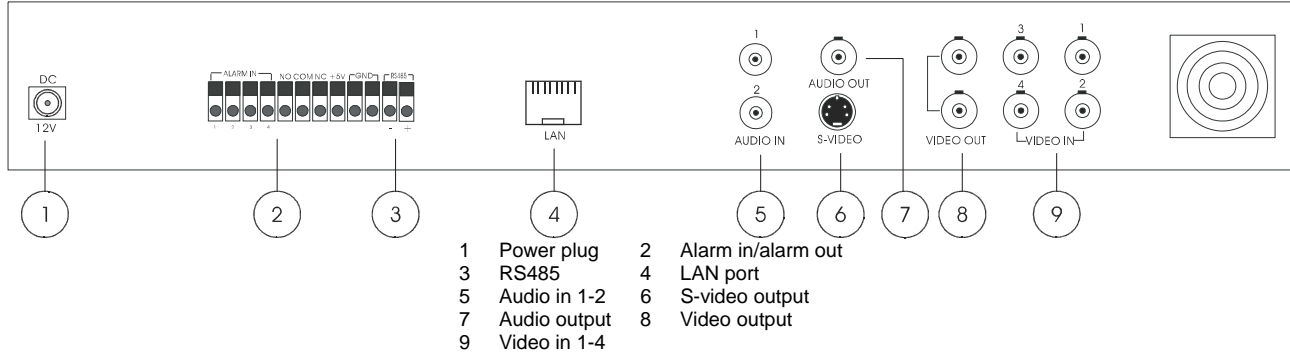 3 1
1
DC
ALARM IN NO COM NC +5V GND RS485
2 AUDIO OUT 4 2
12V
1 2 3 4 - +
LAN AUDIO IN S-VIDEO VIDEO OUT VIDEO IN
1 2 3 4 5 6 7 8 9
1 Power plug 2 Alarm in/alarm out
3 RS485 4 LAN port
5 Audio in 1-2 6 S-video output
7 Audio output 8 Video output
9 Video in 1-4